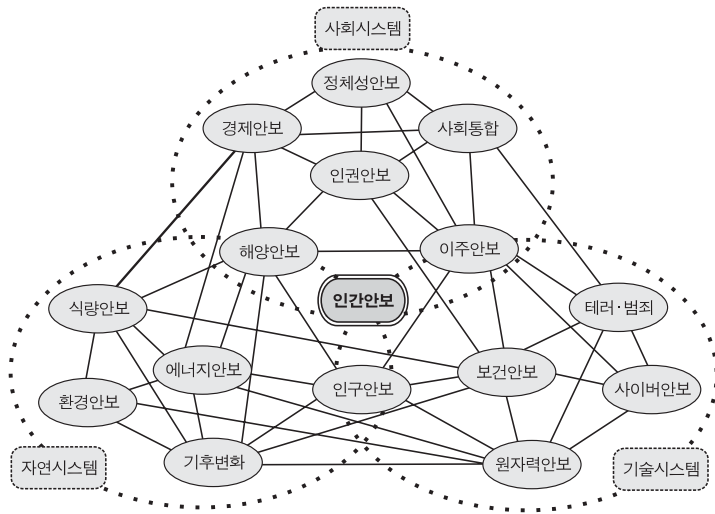 사회시스템
정체성안보
경제안보
사회통합
인권안보
해양안보
이주안보
인간안보
식량안보
테러·범죄
에너지안보
인구안보
보건안보
환경안보
사이버안보
자연시스템
기후변화
원자력안보
기술시스템